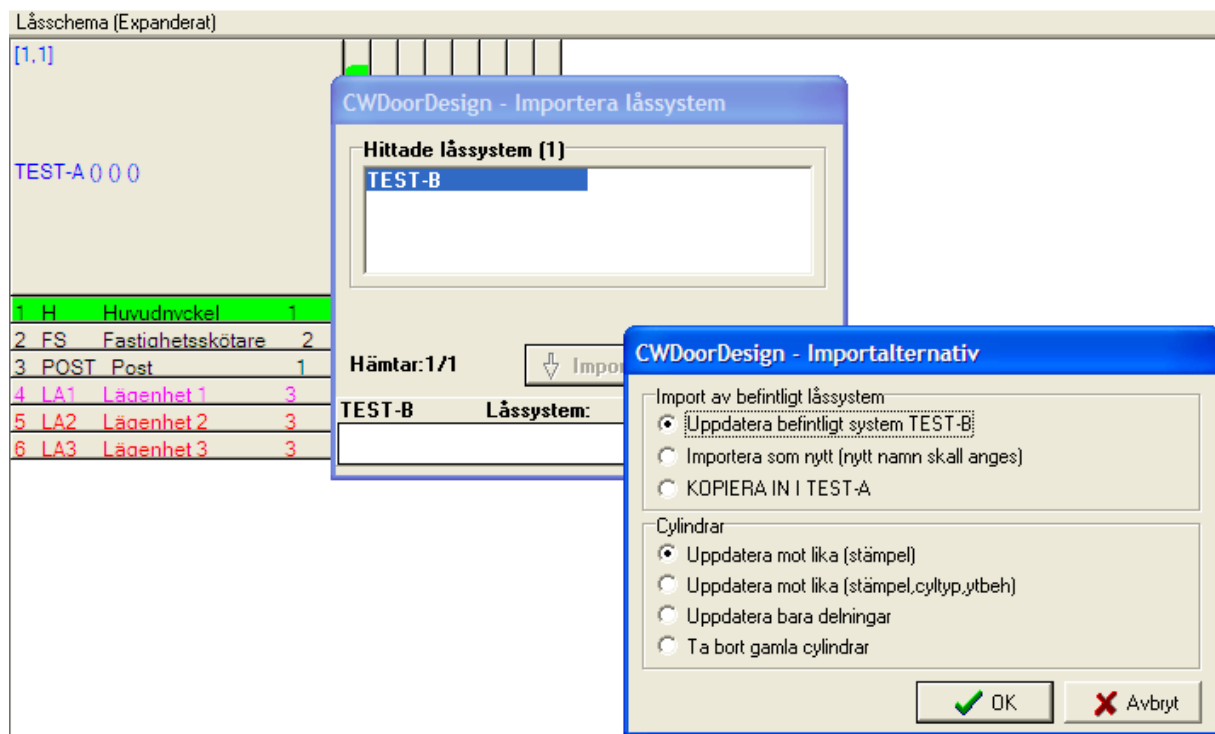 Låsschema (Expanderat)
[1,1]
TEST-A () () ()
1 H Huvudnyckel 1
2 FS Fastighetsskötare 2
3 POST Post 1
4 LA1 Lägenhet 1 3
5 LA2 Lägenhet 2 3
6 LA3 Lägenhet 3 3
CWDoorDesign - Importera låssystem
Hittade låssystem (1)
TEST-B
Hämtar:1/1
Impor
TEST-B Låssystem:
CWDoorDesign - Importalternativ
Import av befintligt låssystem
Uppdatera befintligt system TEST-B
Importera som nytt (nytt namn skall anges)
KOPIERA IN I TEST-A
Cylindrar
Uppdatera mot lika (stämpel)
Uppdatera mot lika (stämpel,cyltyp,ytbeh)
Uppdatera bara delningar
Ta bort gamla cylindrar
OK
Avbryt